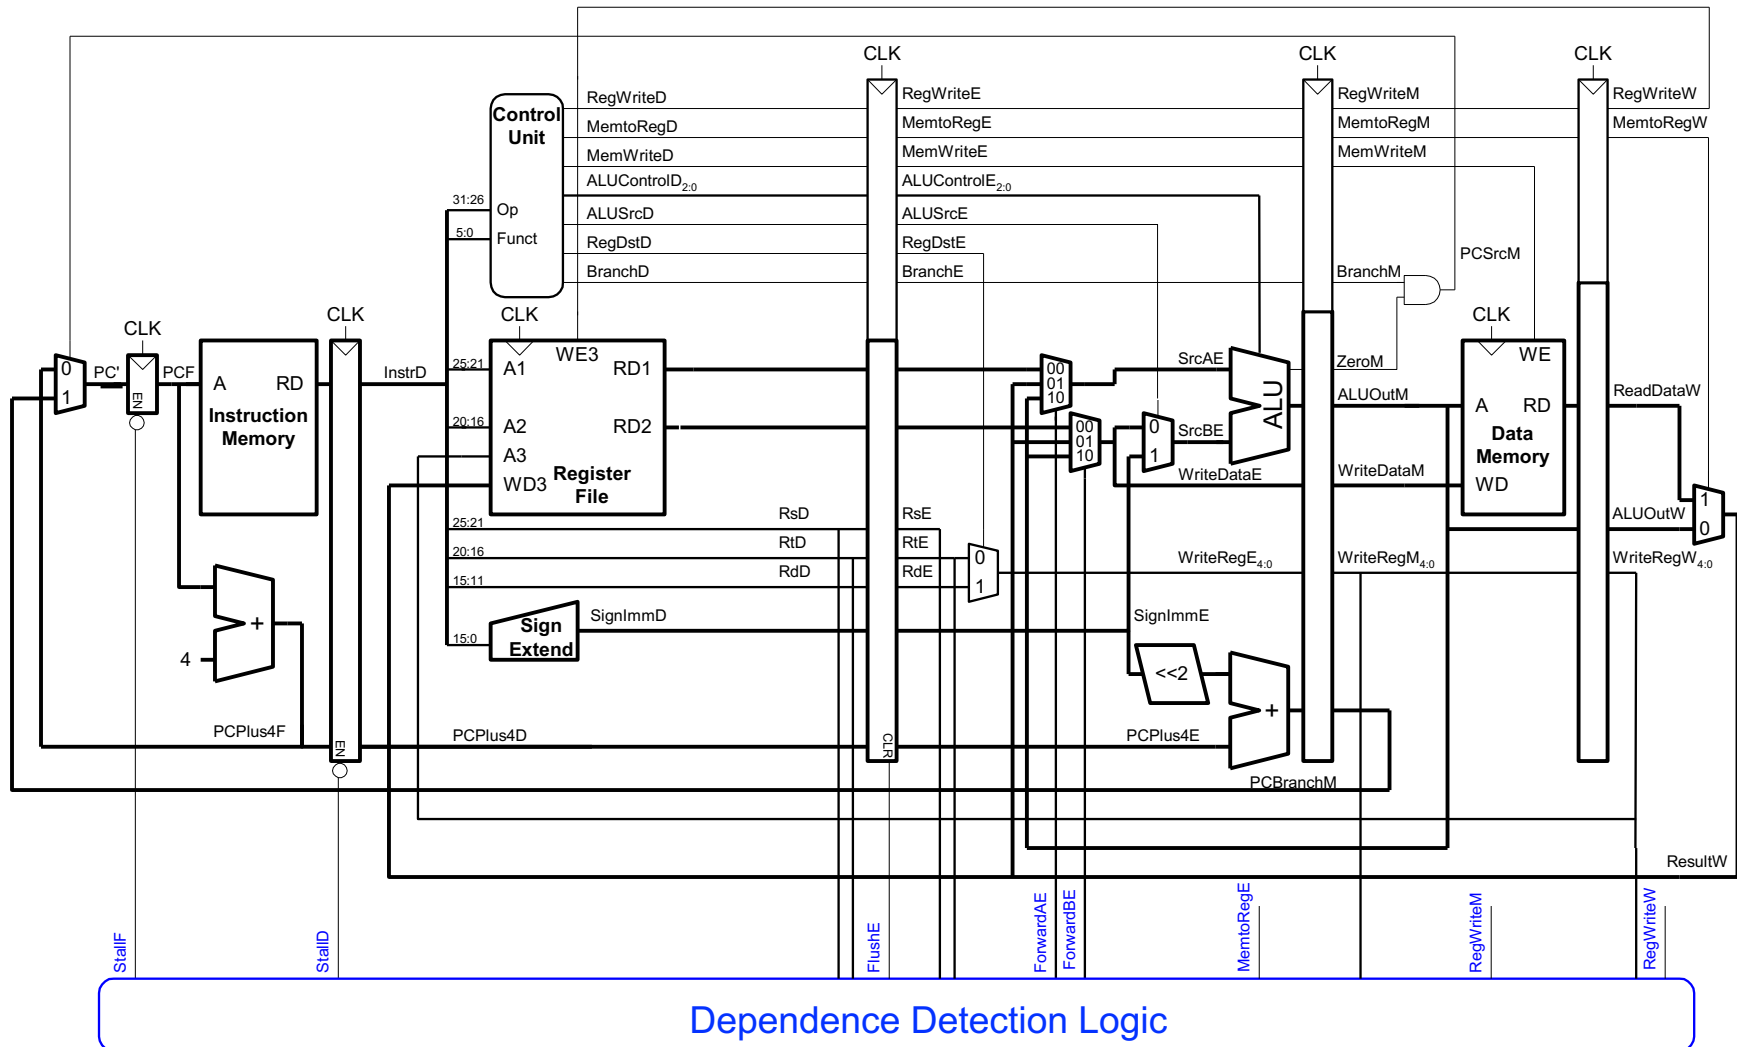 CLK CLK CLK
RegWriteD RegWriteE RegWriteM RegWriteW
Control
Unit
MemtoRegD MemtoRegE MemtoRegM MemtoRegW
MemWriteD MemWriteE MemWriteM
ALUControlD2:0 ALUControlE2:0
31:26 Op
ALUSrcD ALUSrcE
5:0 Funct
RegDstD RegDstE
PCSrcM
BranchD BranchE BranchM
CLK CLK CLK CLK
WE3 WE
0 PC' PCF A RD InstrD 25:21 A1 RD1 00 SrcAE ZeroM
1 EN 01
10
Instruction
Memory
ALU ALUOutM A RD ReadDataW
20:16 A2 RD2 00 0 SrcBE
01
10 1
Data
Memory
A3
Register
File
WD3 WriteDataE WriteDataM WD
1
25:21 RsD RsE ALUOutW
0
20:16 RtD RtE 0 WriteRegE4:0 WriteRegM4:0 WriteRegW4:0
15:11 RdD RdE 1
Sign
Extend
SignImmD SignImmE
15:0
+
4
<<2
+
PCPlus4F EN PCPlus4D CLR PCPlus4E
PCBranchM
ResultW
StallF StallD FlushE ForwardAE ForwardBE MemtoRegE RegWriteM RegWriteW
Dependence Detection Logic